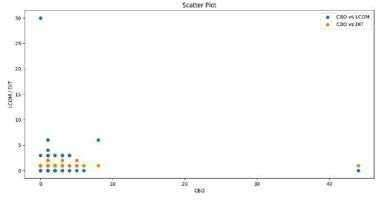 Scatter Plot
CBO vs LCOM
CBO vs DIT
30
25
20
15
10
5
0
LCOM / DIT
0
10
20
30
40
CBO